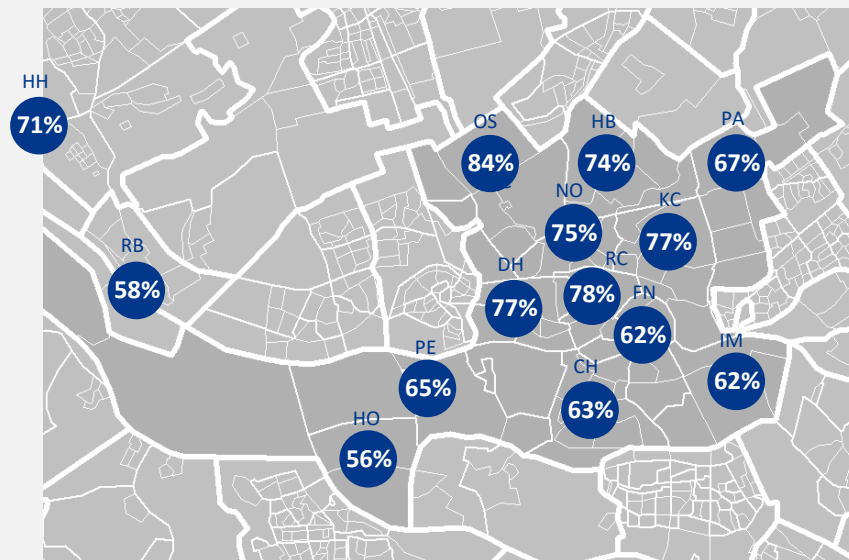 HH
71%
OS
84%
HB
74%
PA
67%
NO
75%
KC
77%
RB
58%
DH
77%
RC
78%
FN
62%
IM
62%
PE
65%
CH
63%
HO
56%